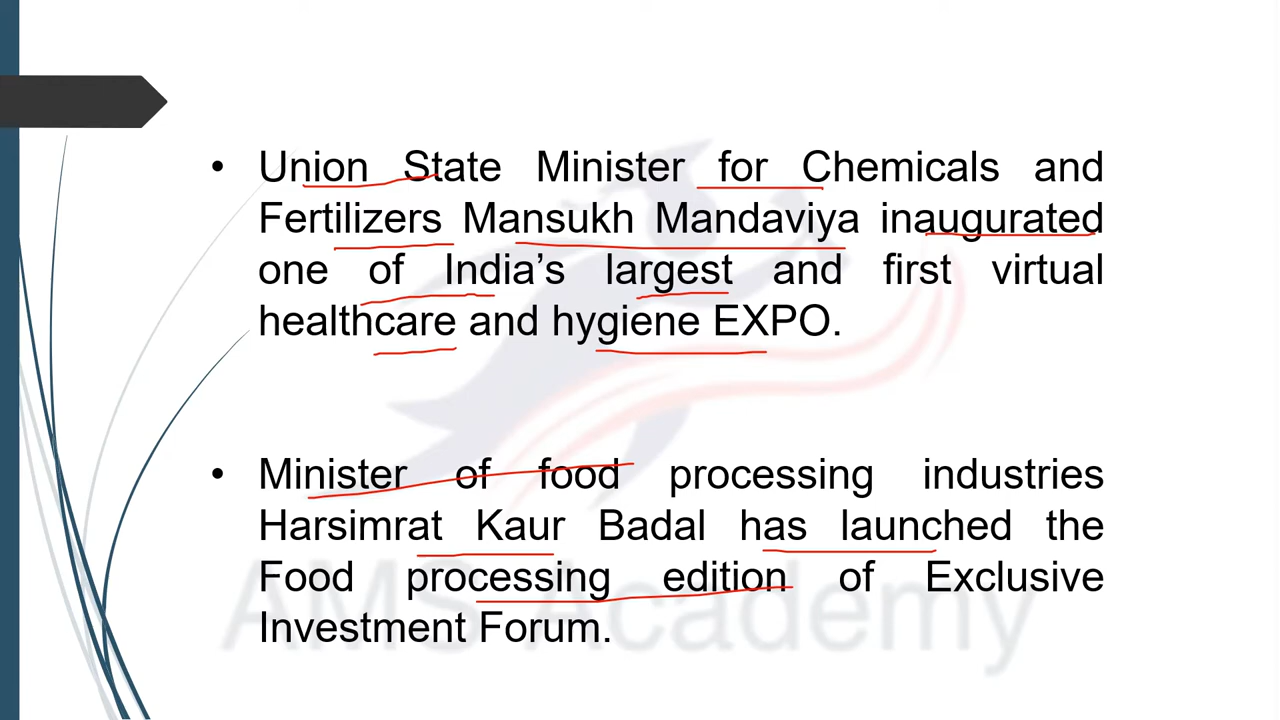 • Union State Minister for Chemicals and
Fertilizers Mansukh Mandaviya inaugurated
one of India’s largest and first virtual
healthcare and hygiene EXPO.
• Minister of food processing industries
Harsimrat Kaur Badal has launched the
Food processing edition of Exclusive
Investment Forum.
AMS Academy